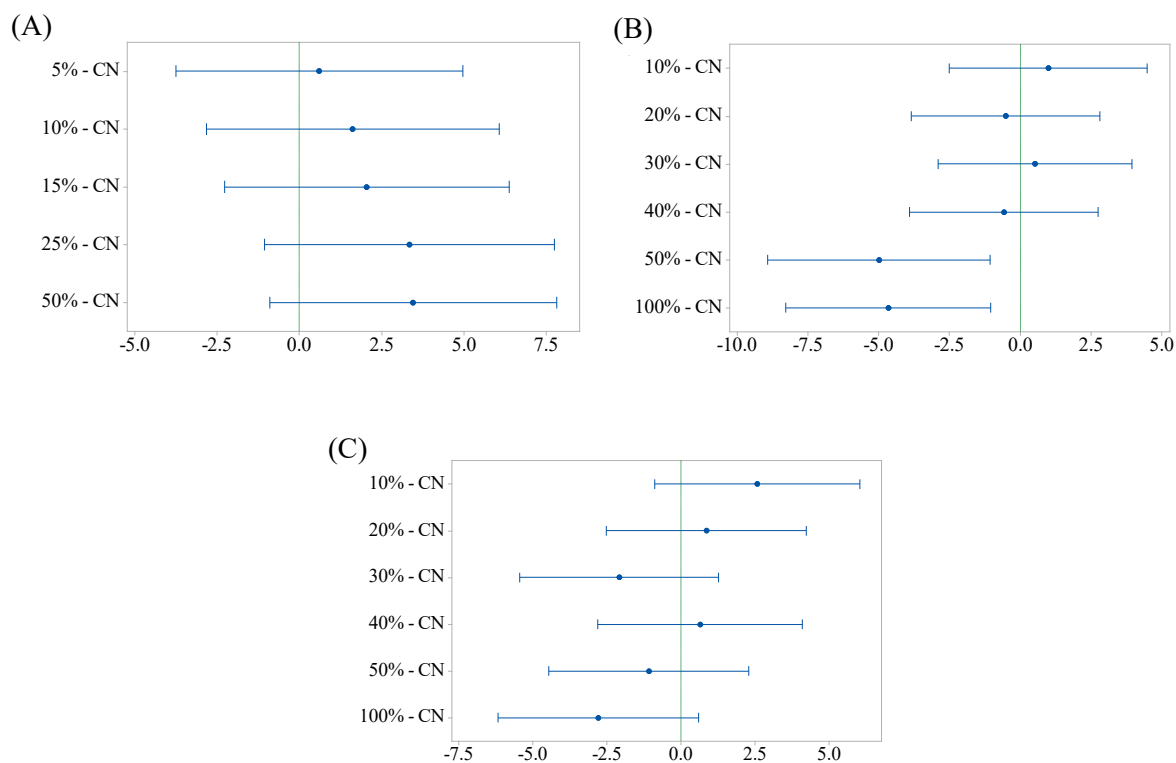 (A)
5% - CN
10% - CN
15% - CN
25% - CN
50% - CN
-5.0 -2.5 0.0 2.5 5.0 7.5
(B)
10% - CN
20% - CN
30% - CN
40% - CN
50% - CN
100% - CN
-10.0 -7.5 -5.0 -2.5 0.0 2.5 5.0
(C)
10% - CN
20% - CN
30% - CN
40% - CN
50% - CN
100% - CN
-7.5 -5.0 -2.5 0.0 2.5 5.0